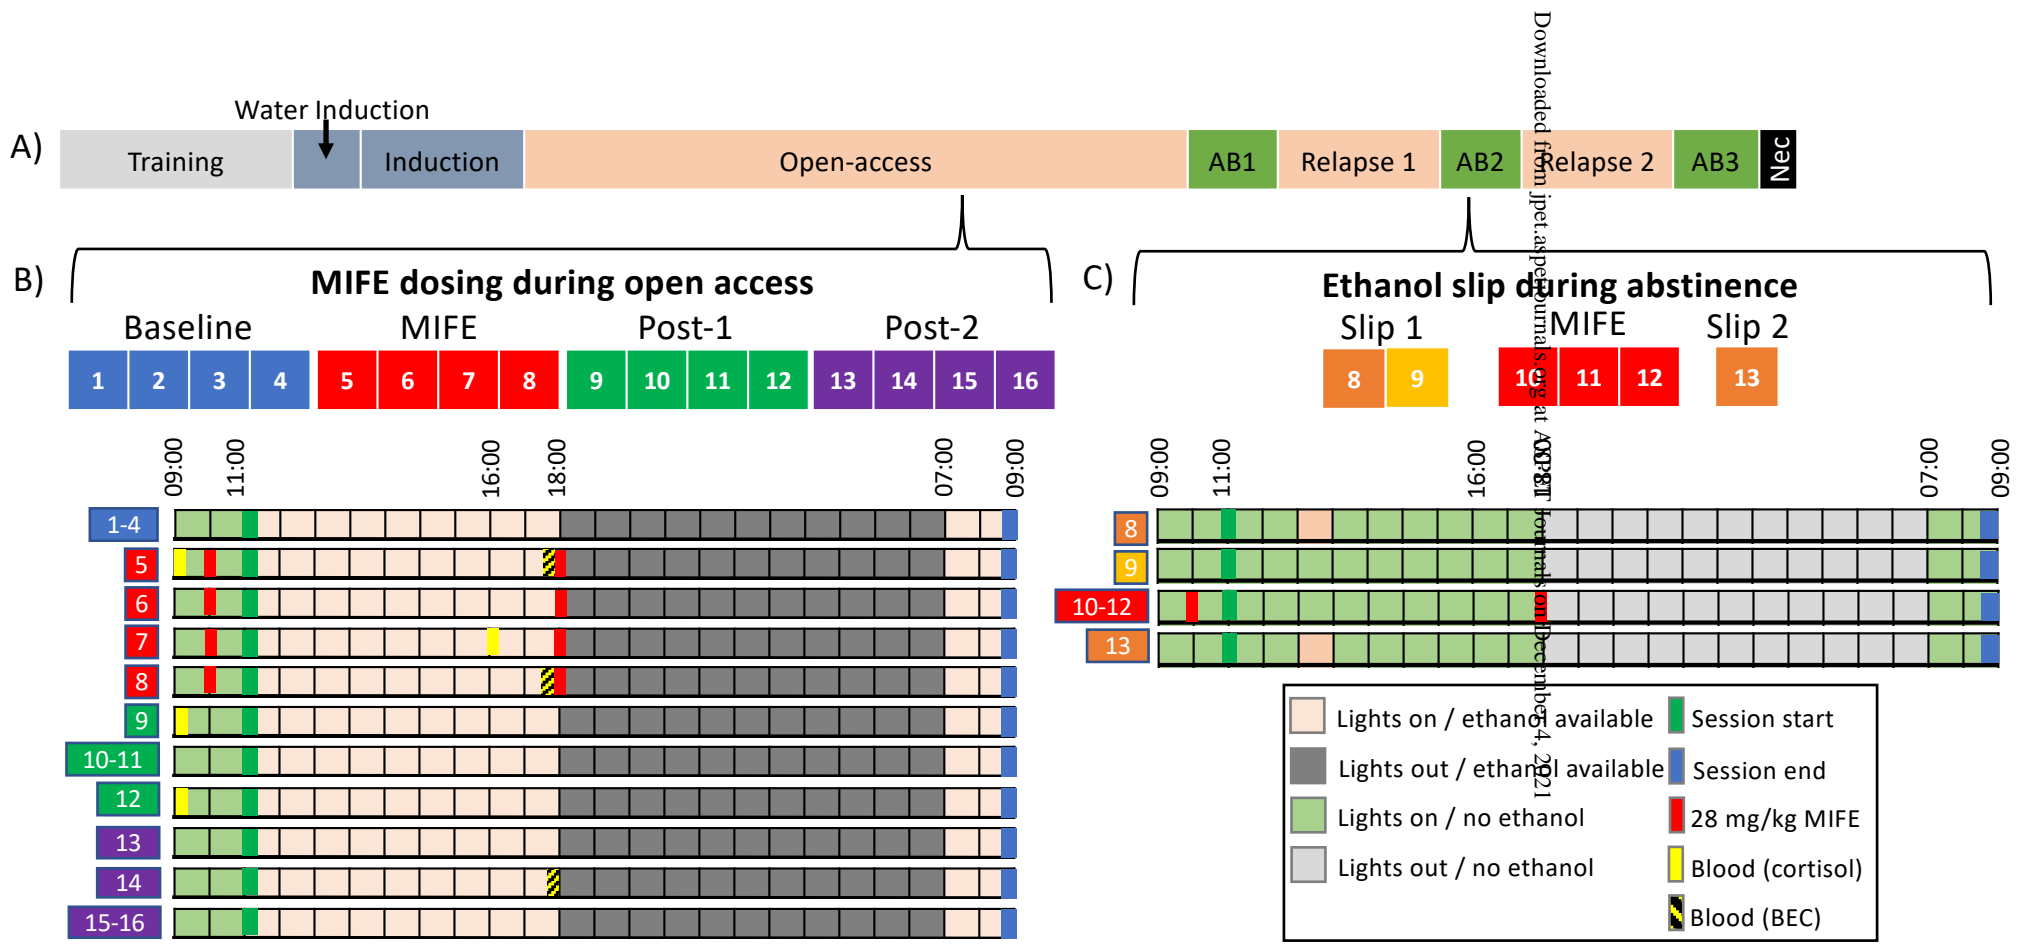 Water Induction
A)
Training
Induction
Open-access
AB1
Relapse 1
AB2
Relapse 2
AB3
Nec
B)
MIFE dosing during open access
Baseline MIFE Post-1 Post-2
1 2 3 4 5 6 7 8 9 10 11 12 13 14 15 16
09:00 11:00 16:00 18:00 07:00 09:00
1-4
5
6
7
8
9
10-11
12
13
14
15-16
C)
Ethanol slip during abstinence
Slip 1 MIFE Slip 2
8 9 10 11 12 13
09:00 11:00 16:00 07:00 09:00
8
9
10-12
13
Lights on / ethanol available
Lights out / ethanol available
Lights on / no ethanol
Lights out / no ethanol
Session start
Session end
28 mg/kg MIFE
Blood (cortisol)
Blood (BEC)
Downloaded from jpet.aspetjournals.org at ASPET Journals on December 4, 2021